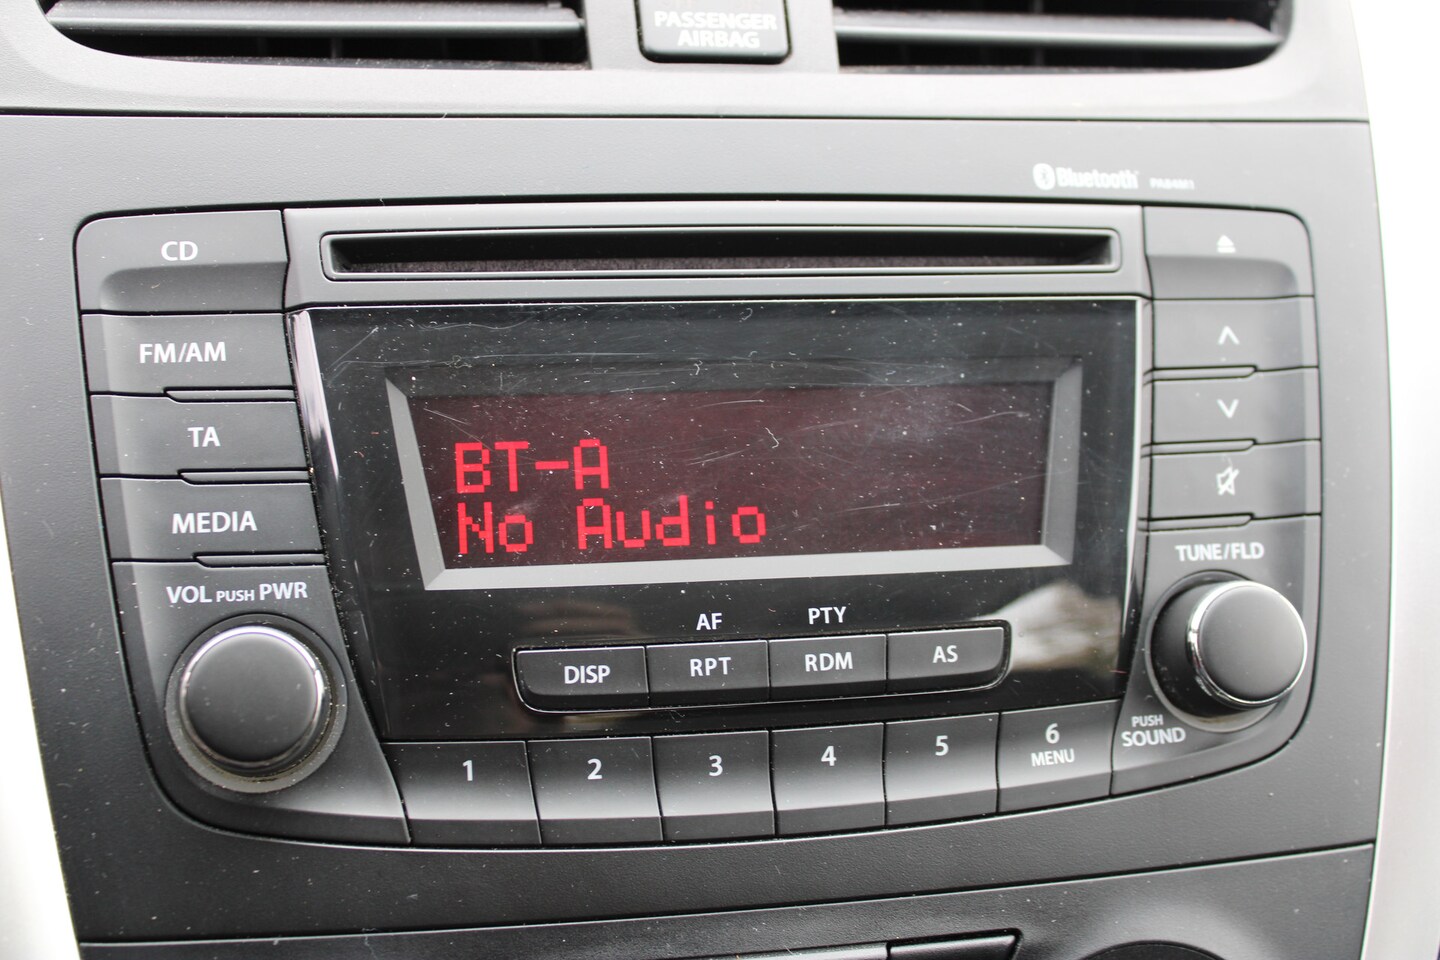 PASSENGER
AIRBAG
Bluetooth
CD
FM/AM
TA
MEDIA
VOL PUSH PWR
BT-A
No Audio
TUNE/FLD
AF
PTY
DISP
RPT
RDM
AS
PUSH
SOUND
1
2
3
4
5
6
MENU